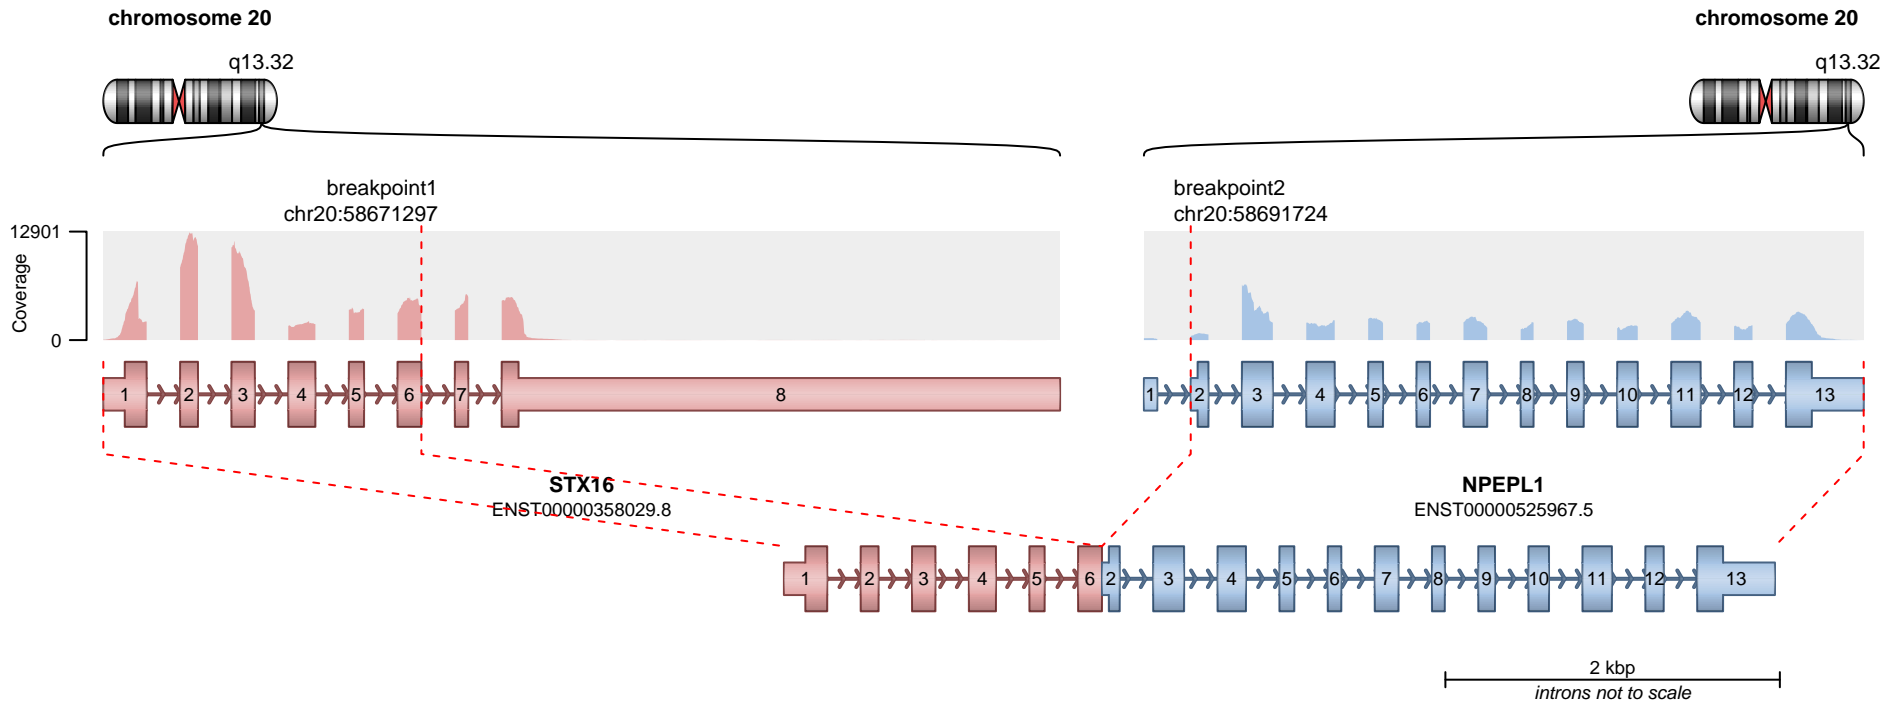 chromosome 20
chromosome 20
q13.32
q13.32
breakpoint1
chr20:58671297
breakpoint2
chr20:58691724
12901
Coverage
0
1 2 3 4 5 6 7 8
1 2 3 4 5 6 7 8 9 10 11 12 13
STX16
ENST00000358029.8
NPEPL1
ENST00000525967.5
1 2 3 4 5 6 2 3 4 5 6 7 8 9 10 11 12 13
2 kbp
introns not to scale